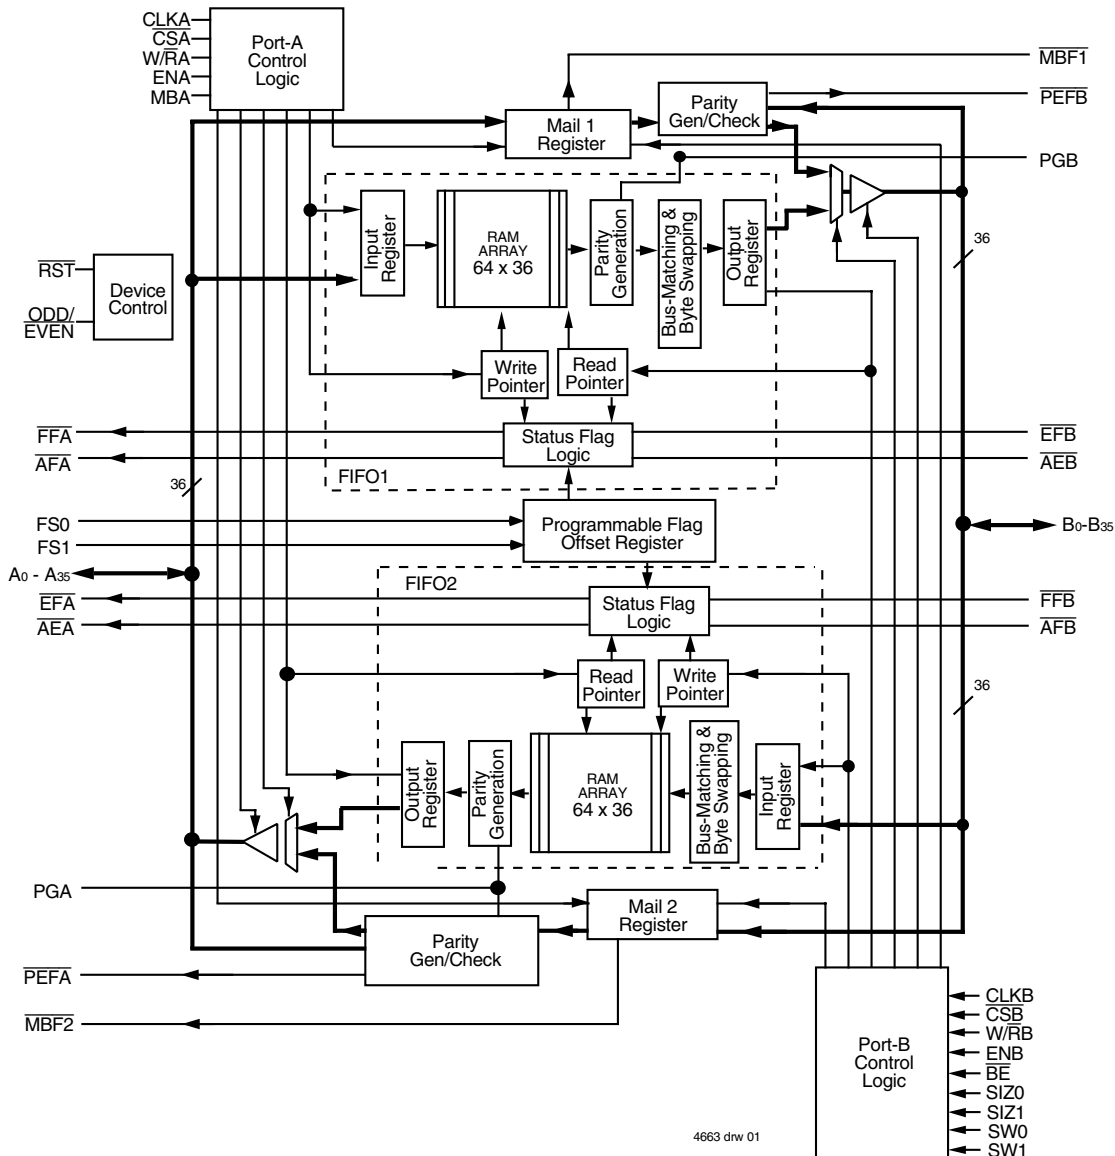 CLKA
CSA
W/RA
ENA
MBA
Port-A
Control
Logic
MBF1
Mail 1
Register
Parity
Gen/Check
PEFB
PGB
RST
ODD/
EVEN
Device
Control
Input
Register
RAM
ARRAY
64 x 36
Parity
Generation
Bus-Matching &
Byte Swapping
Output
Register
36
Write
Pointer
Read
Pointer
FFA
AFA
Status Flag
Logic
EFB
AEB
FIFO1
36
FS0
FS1
Programmable Flag
Offset Register
B0-B35
A0 - A35
FIFO2
EFA
AEA
Status Flag
Logic
FFB
AFB
Read
Pointer
Write
Pointer
36
Output
Register
Parity
Generation
RAM
ARRAY
64 x 36
Bus-Matching &
Byte Swapping
Input
Register
PGA
Mail 2
Register
Parity
Gen/Check
PEFA
MBF2
Port-B
Control
Logic
CLKB
CSB
W/RB
ENB
BE
SIZ0
SIZ1
SW0
SW1
4663 drw 01